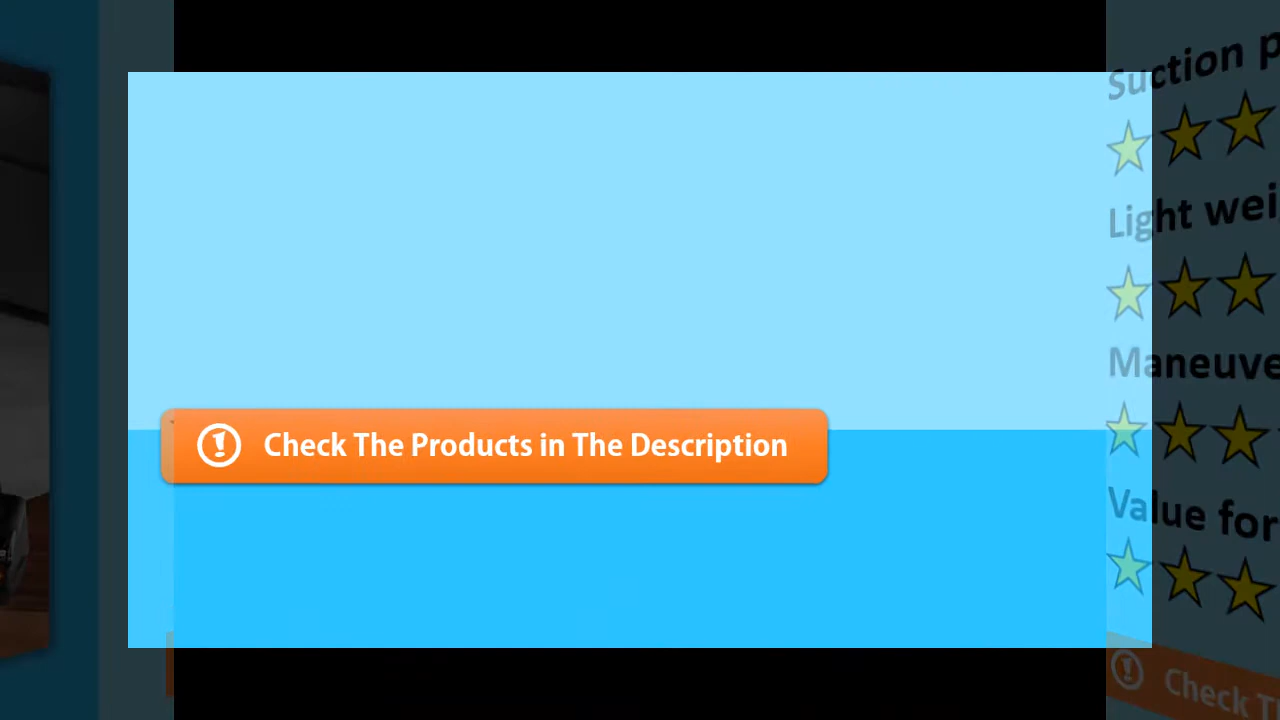 Suction p
Light wei
Maneuve
Value for
Check The Products in The Description
Check T